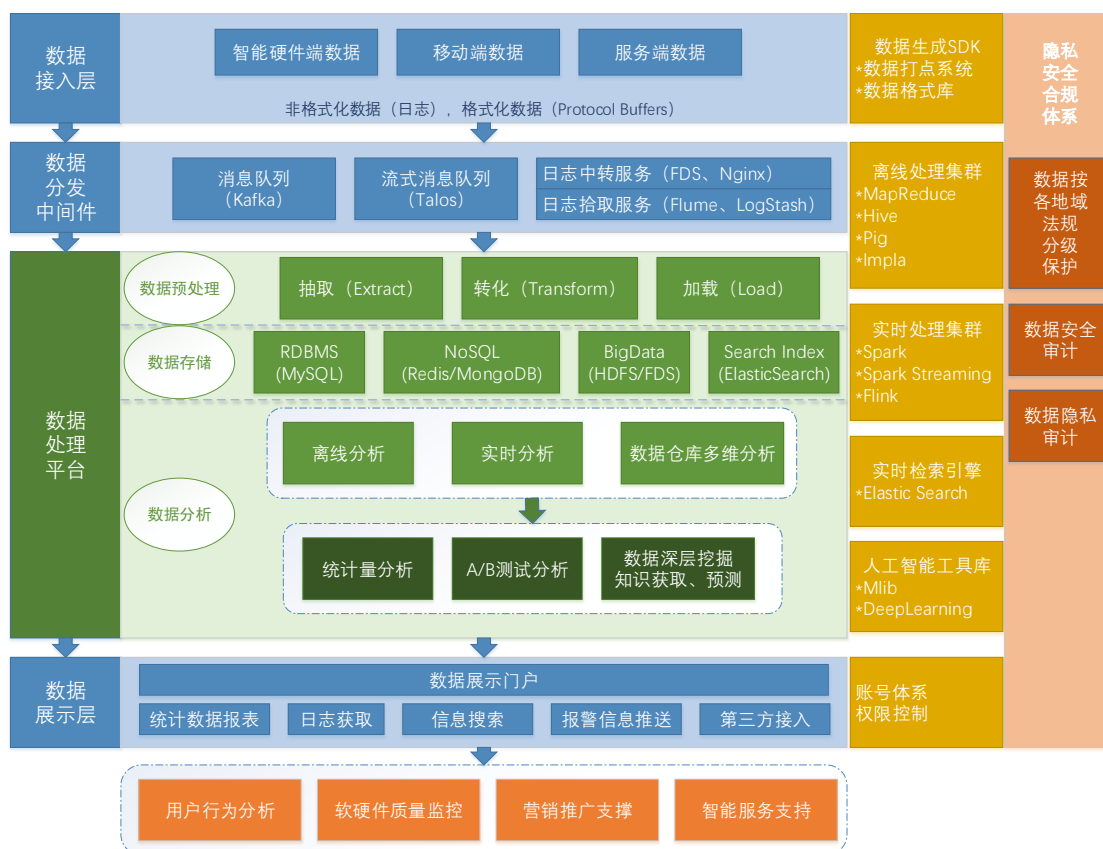 数据
接入层
智能硬件端数据
移动端数据
服务端数据
非格式化数据（日志），格式化数据（Protocol Buffers）
数据生成SDK
*数据打点系统
*数据格式库
隐私
安全
合规
体系
数据
分发
中间件
消息队列
（Kafka）
流式消息队列
（Talos）
日志中转服务（FDS、Nginx）
日志拾取服务（Flume、LogStash）
离线处理集群
*MapReduce
*Hive
*Pig
*Impla
数据按
各地域
法规
分级
保护
数据
处理
平台
数据预处理
抽取（Extract）
转化（Transform）
加载（Load）
数据存储
RDBMS
(MySQL)
NoSQL
(Redis/MongoDB)
BigData
(HDFS/FDS)
Search Index
(ElasticSearch)
实时处理集群
*Spark
*Spark Streaming
*Flink
数据安全
审计
数据隐私
审计
数据分析
离线分析
实时分析
数据仓库多维分析
实时检索引擎
*Elastic Search
统计量分析
A/B测试分析
数据深层挖掘
知识获取、预测
人工智能工具库
*Mlib
*DeepLearning
数据
展示层
数据展示门户
统计数据报表
日志获取
信息搜索
报警信息推送
第三方接入
账号体系
权限控制
用户行为分析
软硬件质量监控
营销推广支撑
智能服务支持